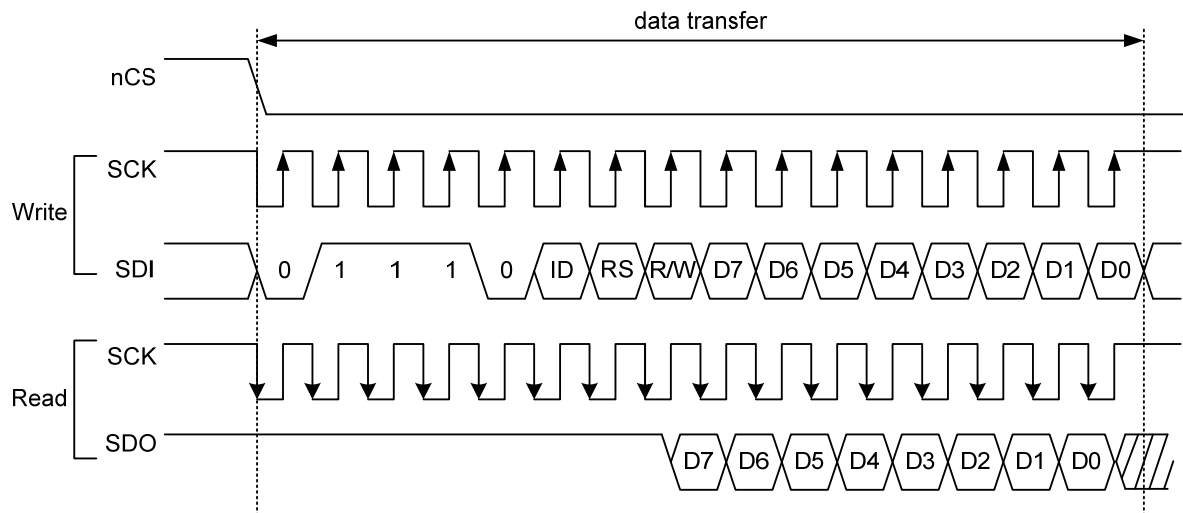 data transfer
nCS
SCK
Write
SDI 0 1 1 1 0 ID RS R/W D7 D6 D5 D4 D3 D2 D1 D0
SCK
Read
SDO D7 D6 D5 D4 D3 D2 D1 D0